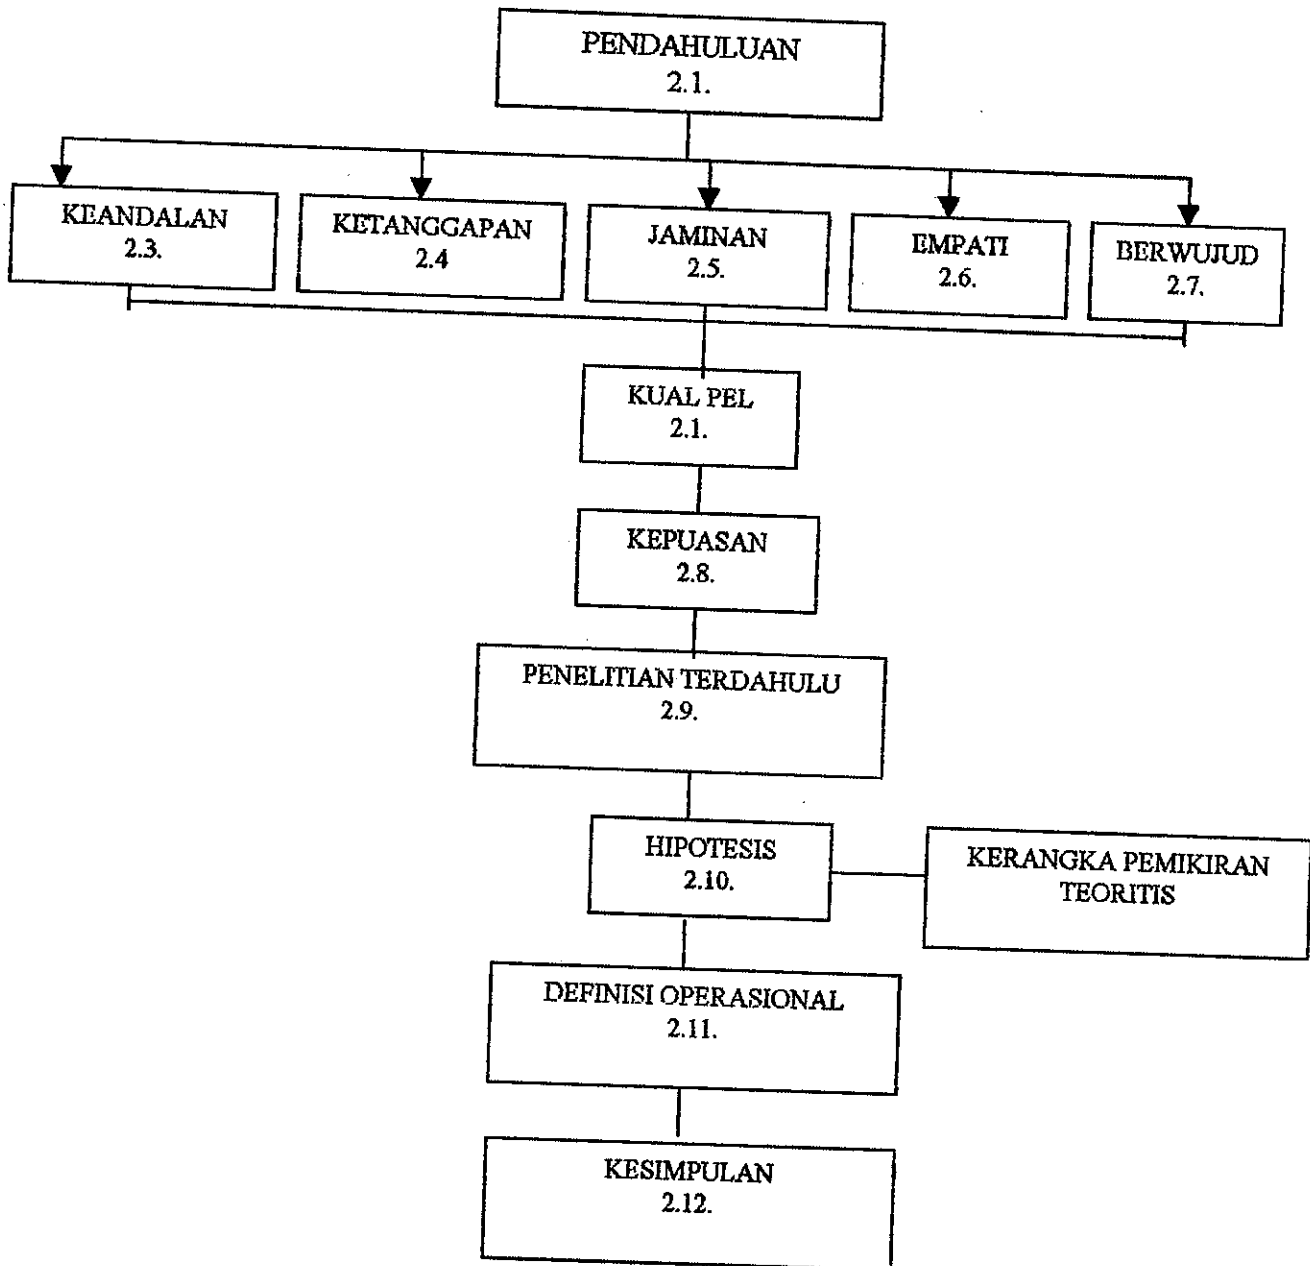 PENDAHULUAN
2.1.
KEANDALAN
2.3.
KETANGGAPAN
2.4
JAMINAN
2.5.
EMPATI
2.6.
BERWUJUD
2.7.
KUAL PEL
2.1.
KEPUASAN
2.8.
PENELITIAN TERDAHULU
2.9.
HIPOTESIS
2.10.
KERANGKA PEMIKIRAN
TEORITIS
DEFINISI OPERASIONAL
2.11.
KESIMPULAN
2.12.